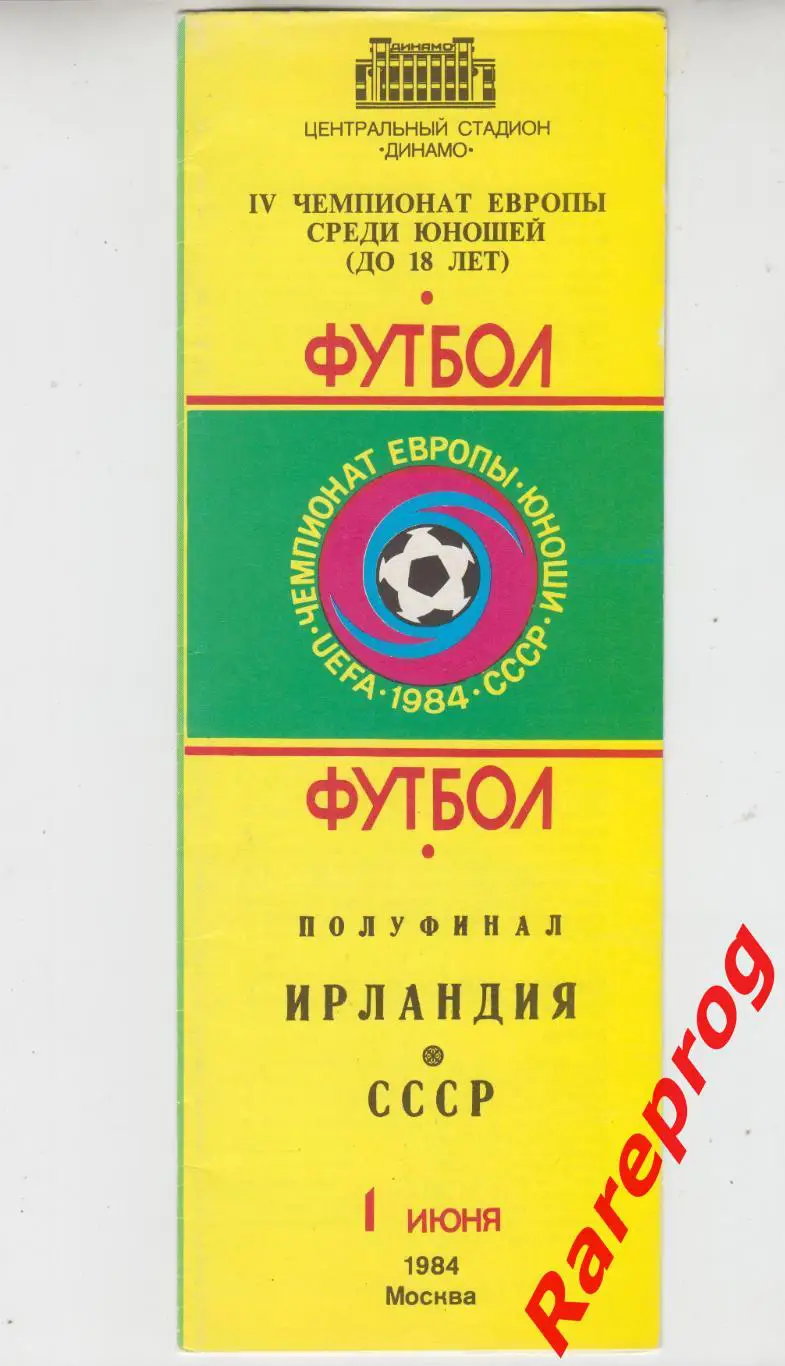 ДИНАМО
ЦЕНТРАЛЬНЫЙ СТАДИОН
•ДИНАМО•
IV ЧЕМПИОНАТ ЕВРОПЫ
СРЕДИ ЮНОШЕЙ
(ДО 18 ЛЕТ)
•
ФУТБОЛ
•ЧЕМПИОНАТ ЕВРОПЫ•ЮНОШИ
•UEFA•1984•СССР•
ФУТБОЛ
•
ПОЛУФИНАЛ
ИРЛАНДИЯ
СССР
1 ИЮНЯ
1984
Москва
Rareprog